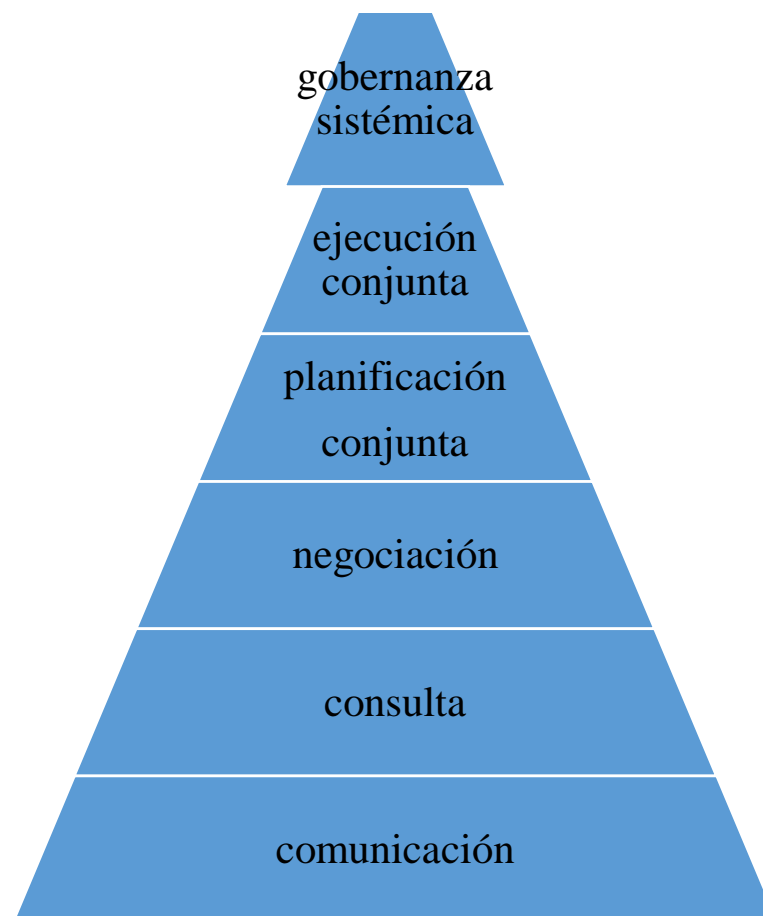 gobernanza
sistémica
ejecución
conjunta
planificación
conjunta
negociación
consulta
comunicación